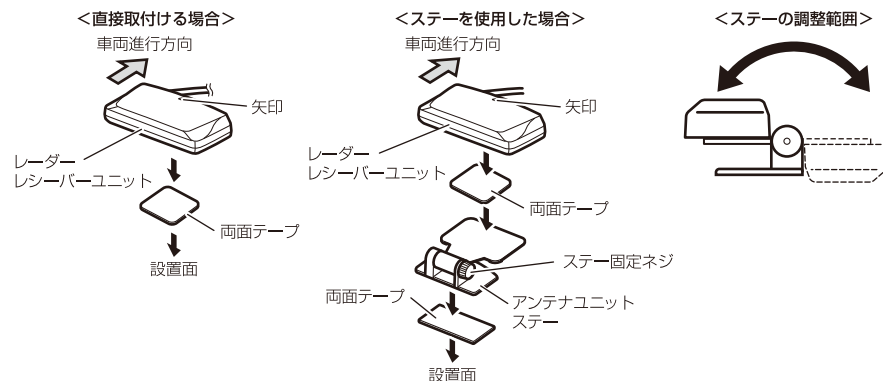 ＜直接取付ける場合＞
車両進行方向
矢印
レーダー
レシーバーユニット
両面テープ
設置面
＜ステーを使用した場合＞
車両進行方向
矢印
レーダー
レシーバーユニット
両面テープ
ステー固定ネジ
両面テープ
アンテナユニット
ステー
設置面
＜ステーの調整範囲＞